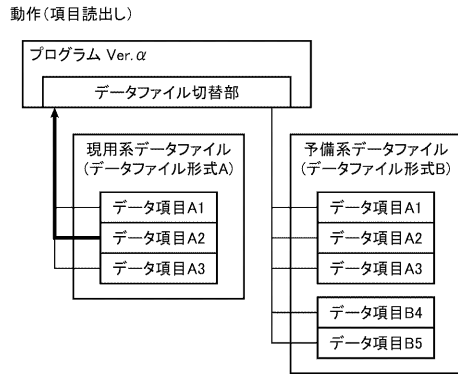 動作(項目読出し)
プログラム Ver.α
データファイル切替部
現用系データファイル
(データファイル形式A)
データ項目A1
データ項目A2
データ項目A3
予備系データファイル
(データファイル形式B)
データ項目A1
データ項目A2
データ項目A3
データ項目B4
データ項目B5